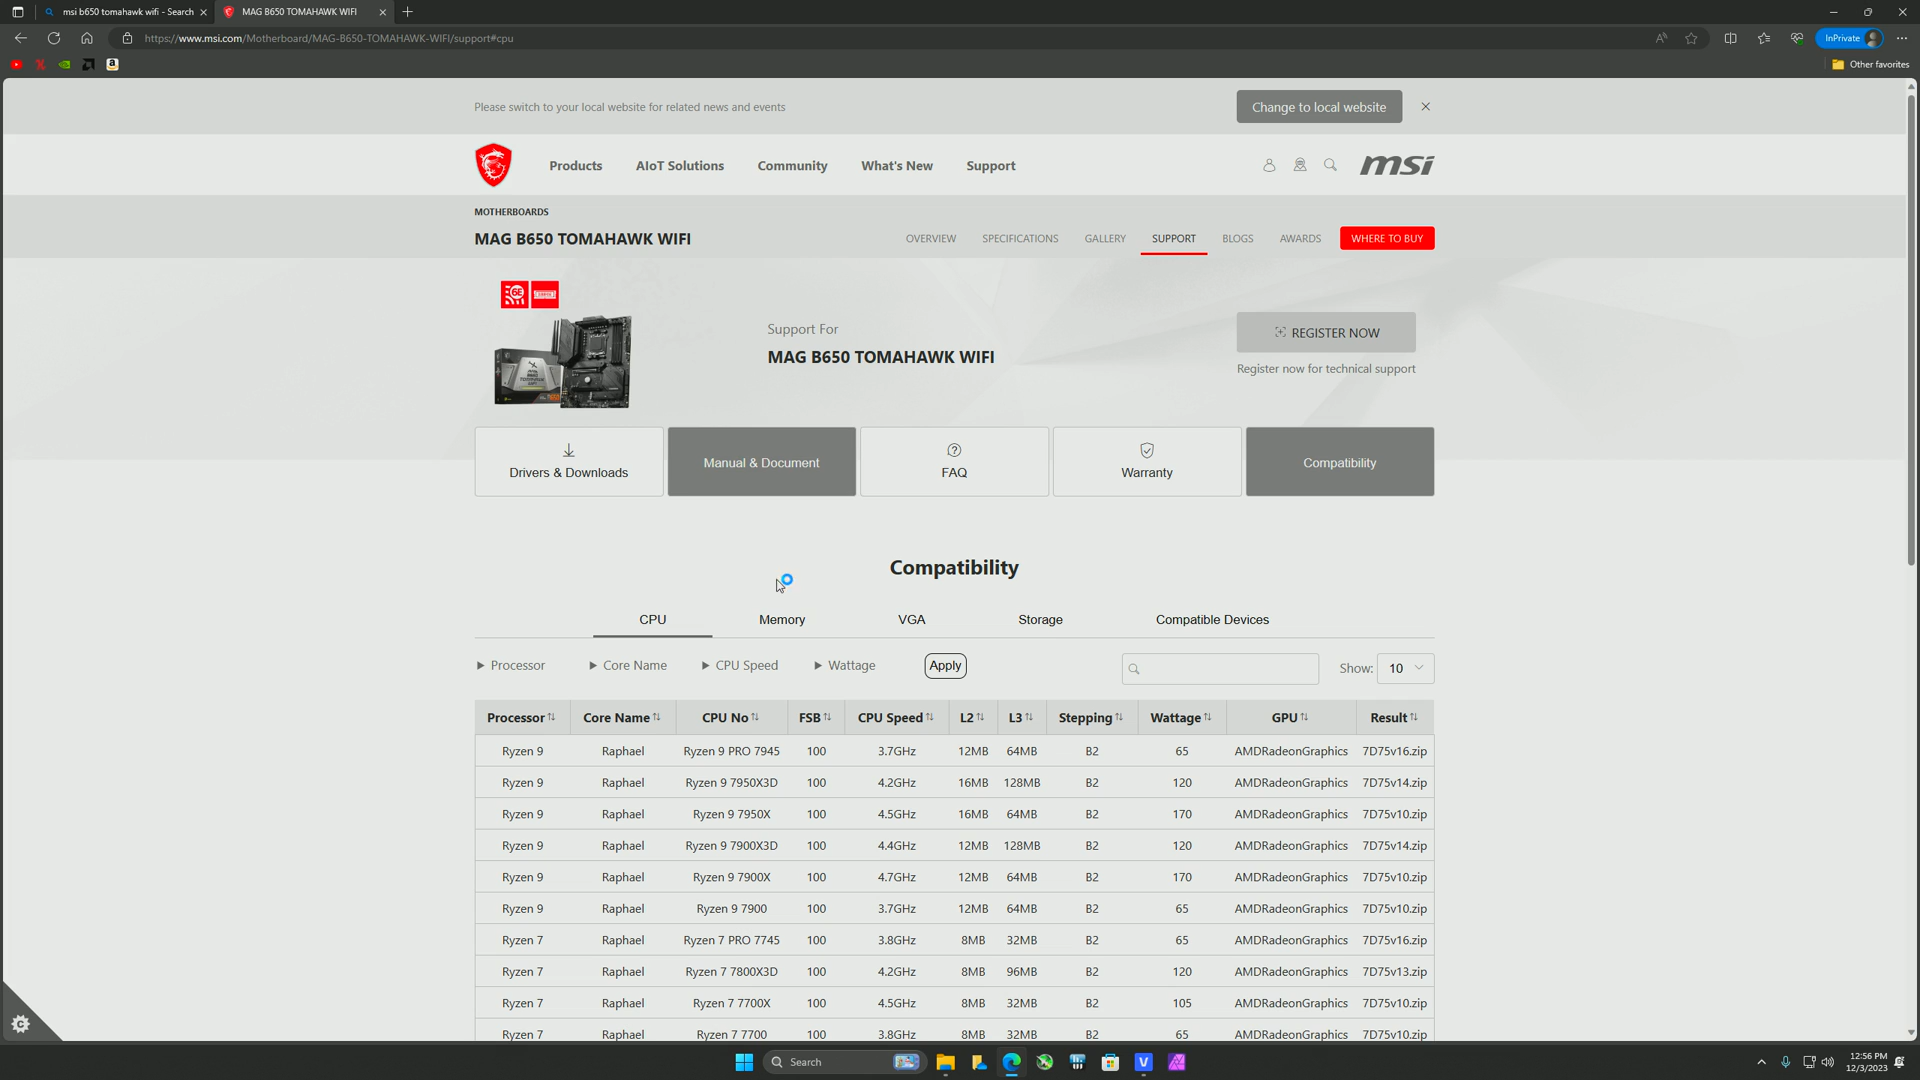 msi b650 tomahawk wifi - Search
MAG B650 TOMAHAWK WIFI
https://www.msi.com/Motherboard/MAG-B650-TOMAHAWK-WIFI/support#cpu
InPrivate
Other favorites
Please switch to your local website for related news and events
Change to local website
Products AIoT Solutions Community What's New Support
msi
MOTHERBOARDS
MAG B650 TOMAHAWK WIFI
OVERVIEW SPECIFICATIONS GALLERY SUPPORT BLOGS AWARDS WHERE TO BUY
Support For
MAG B650 TOMAHAWK WIFI
REGISTER NOW
Register now for technical support
Drivers & Downloads
Manual & Document
FAQ
Warranty
Compatibility
Compatibility
CPU Memory VGA Storage Compatible Devices
Processor Core Name CPU Speed Wattage Apply Show: 10
Processor Core Name CPU No FSB CPU Speed L2 L3 Stepping Wattage GPU Result
Ryzen 9 Raphael Ryzen 9 PRO 7945 100 3.7GHz 12MB 64MB B2 65 AMDRadeonGraphics 7D75v16.zip
Ryzen 9 Raphael Ryzen 9 7950X3D 100 4.2GHz 16MB 128MB B2 120 AMDRadeonGraphics 7D75v14.zip
Ryzen 9 Raphael Ryzen 9 7950X 100 4.5GHz 16MB 64MB B2 170 AMDRadeonGraphics 7D75v10.zip
Ryzen 9 Raphael Ryzen 9 7900X3D 100 4.4GHz 12MB 128MB B2 120 AMDRadeonGraphics 7D75v14.zip
Ryzen 9 Raphael Ryzen 9 7900X 100 4.7GHz 12MB 64MB B2 170 AMDRadeonGraphics 7D75v10.zip
Ryzen 9 Raphael Ryzen 9 7900 100 3.7GHz 12MB 64MB B2 65 AMDRadeonGraphics 7D75v10.zip
Ryzen 7 Raphael Ryzen 7 PRO 7745 100 3.8GHz 8MB 32MB B2 65 AMDRadeonGraphics 7D75v16.zip
Ryzen 7 Raphael Ryzen 7 7800X3D 100 4.2GHz 8MB 96MB B2 120 AMDRadeonGraphics 7D75v13.zip
Ryzen 7 Raphael Ryzen 7 7700X 100 4.5GHz 8MB 32MB B2 105 AMDRadeonGraphics 7D75v10.zip
Ryzen 7 Raphael Ryzen 7 7700 100 3.8GHz 8MB 32MB B2 65 AMDRadeonGraphics 7D75v10.zip
Search
12:56 PM
12/3/2023